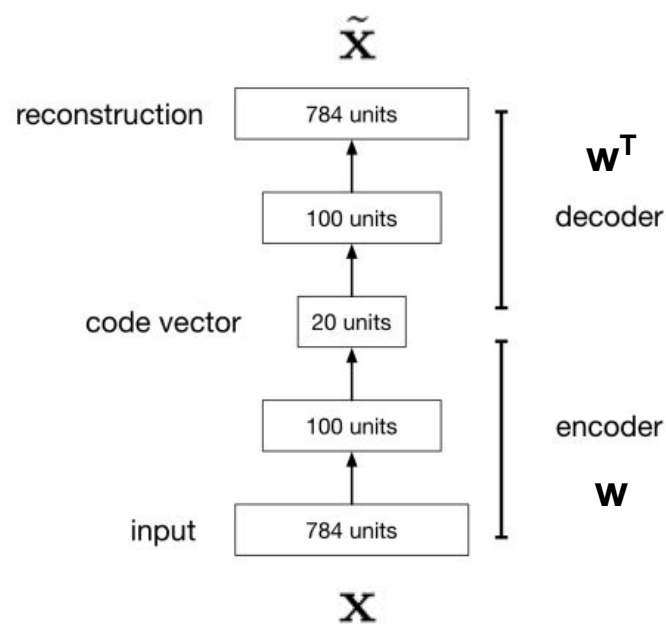 x̃
reconstruction
784 units
W^T
100 units
decoder
code vector
20 units
100 units
encoder
W
input
784 units
x